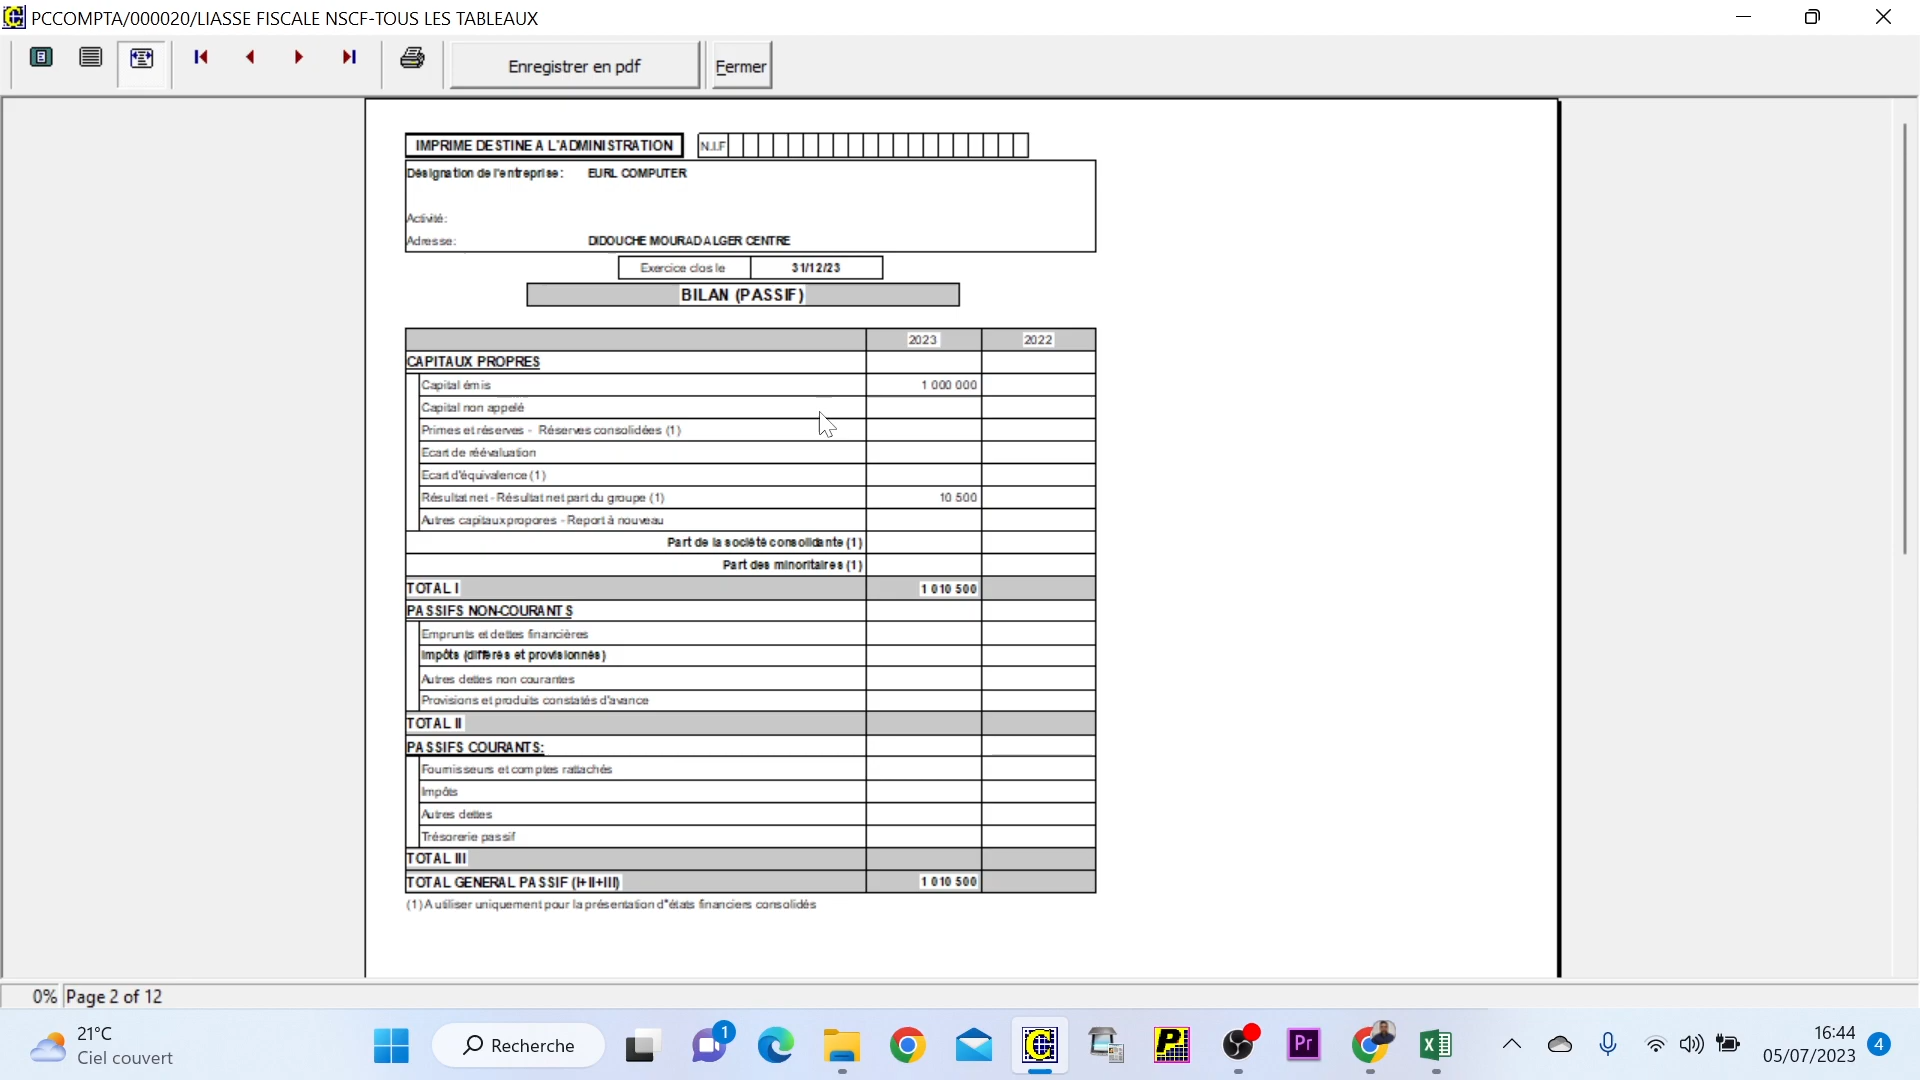 PCCOMPTA/000020/LIASSE FISCALE NSCF-TOUS LES TABLEAUX
Enregistrer en pdf
Fermer
IMPRIME DESTINE A L'ADMINISTRATION N.I.F
Désignation de l'entreprise: EURL COMPUTER
Activité:
Adresse: DIDOUCHE MOURAD ALGER CENTRE
Exercice clos le 31/12/23
BILAN (PASSIF)
2023 2022
CAPITAUX PROPRES
Capital émis 1 000 000
Capital non appelé
Primes et réserves - Réserves consolidées (1)
Ecart de réévaluation
Ecart d'équivalence (1)
Résultat net - Résultat net part du groupe (1) 10 500
Autres capitaux propores - Report à nouveau
Part de la société consolidante (1)
Part des minoritaires (1)
TOTAL I 1 010 500
PASSIFS NON-COURANTS
Emprunts et dettes financières
Impôts (différés et provisionnés)
Autres dettes non courantes
Provisions et produits constatés d'avance
TOTAL II
PASSIFS COURANTS:
Fournisseurs et comptes rattachés
Impôts
Autres dettes
Trésorerie passif
TOTAL III
TOTAL GENERAL PASSIF (I+II+III) 1 010 500
(1) A utiliser uniquement pour la présentation d"états financiers consolidés
0% Page 2 of 12
21°C
Ciel couvert
Recherche
1
Pr
16:44
05/07/2023
4